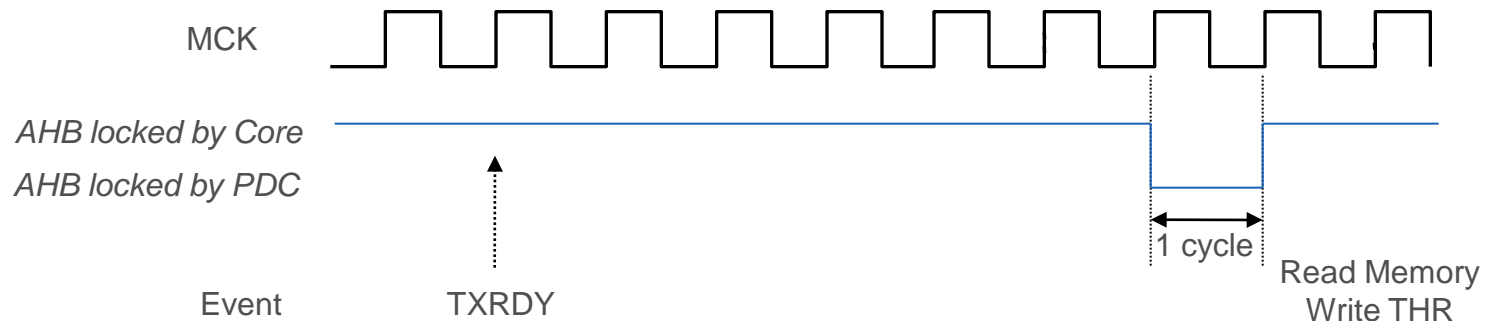 MCK
AHB locked by Core
AHB locked by PDC
1 cycle
Event
TXRDY
Read Memory
Write THR